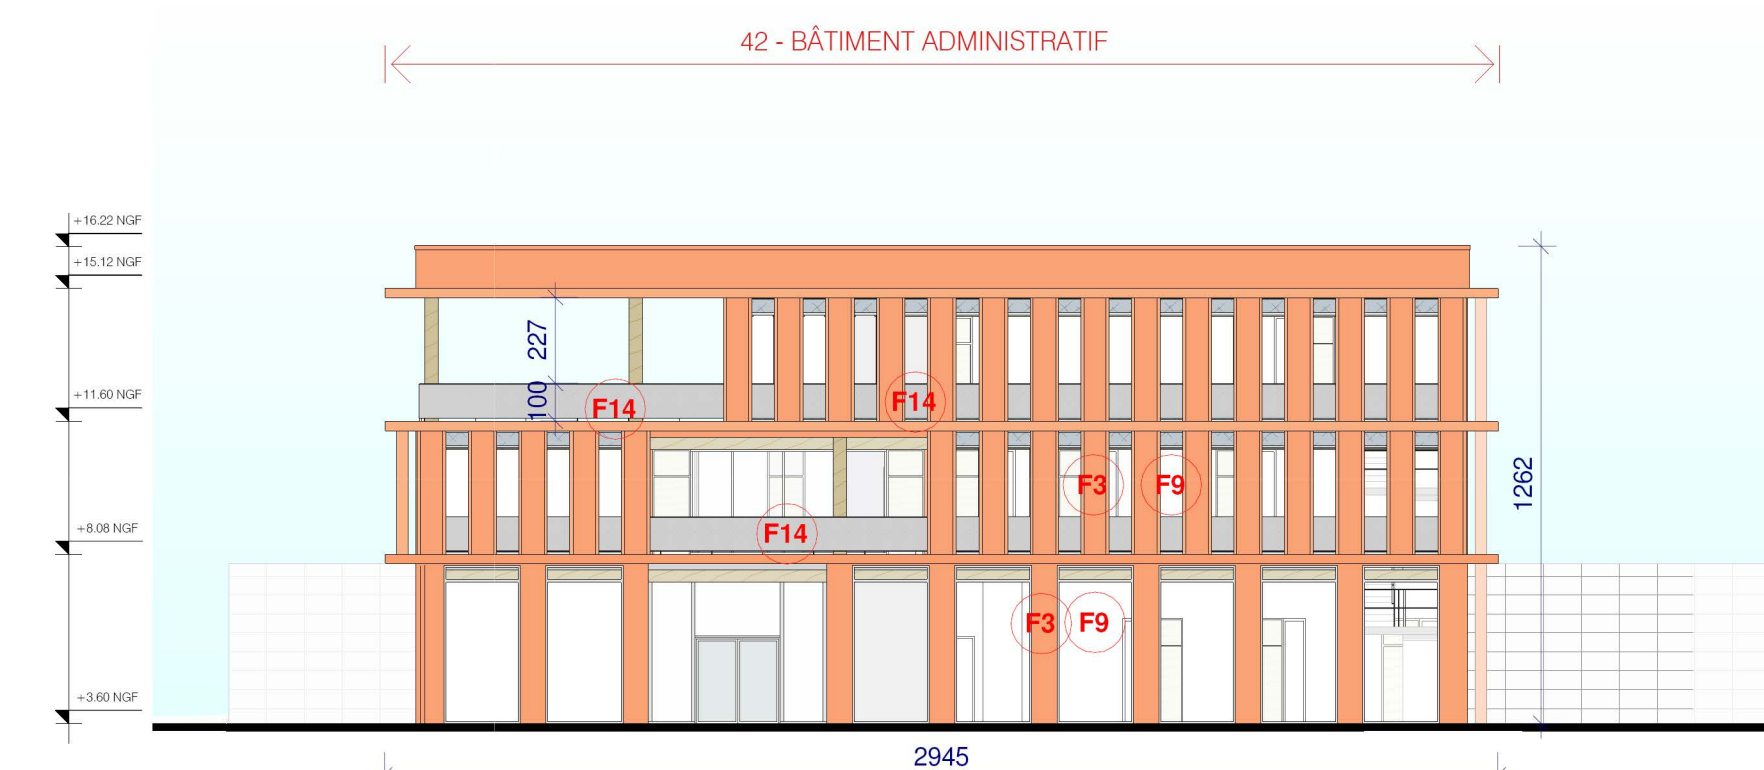 42 - BÂTIMENT ADMINISTRATIF
+16.22 NGF
+15.12 NGF
227
+11.60 NGF
100
F14
F14
F3
F9
1262
+8.08 NGF
F14
F3
F9
+3.60 NGF
2945